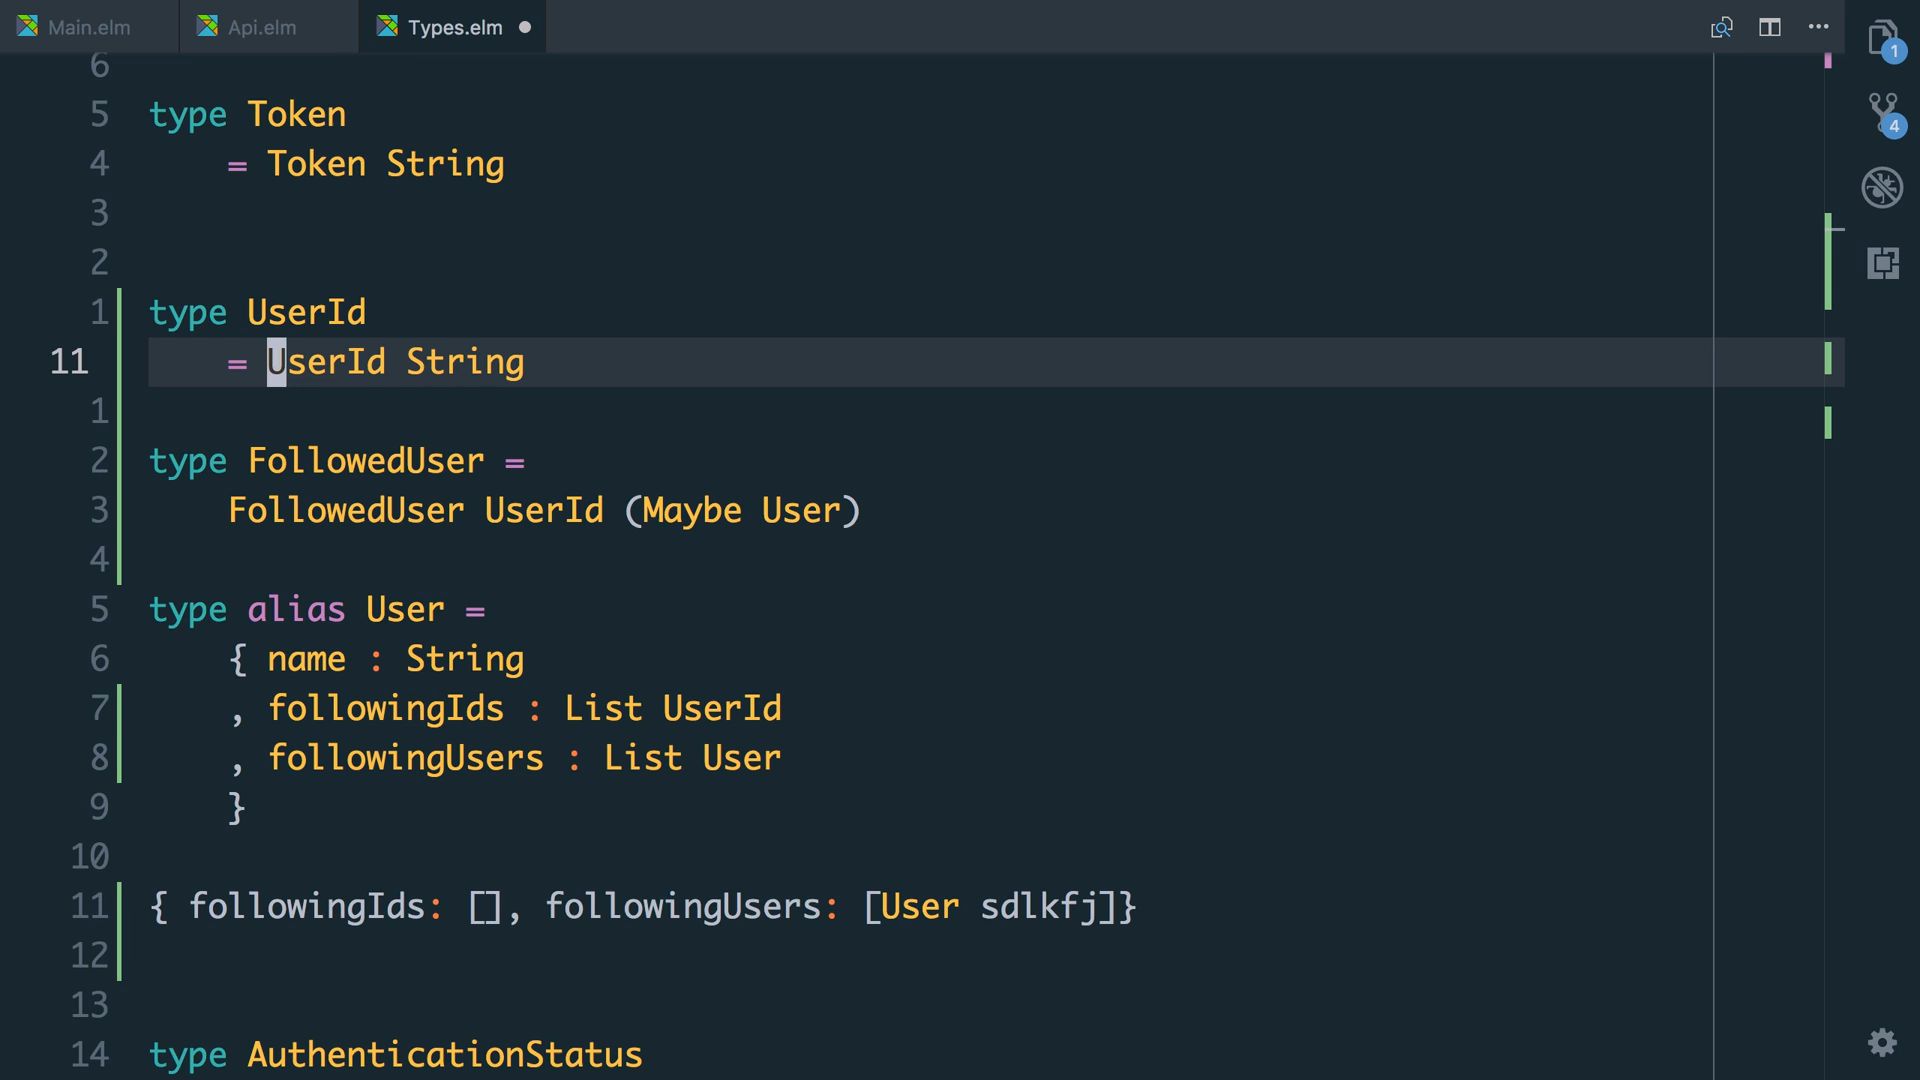 Main.elm Api.elm Types.elm
6
5 type Token
4 = Token String
3
2
1 type UserId
11 = UserId String
1
2 type FollowedUser =
3 FollowedUser UserId (Maybe User)
4
5 type alias User =
6 { name : String
7 , followingIds : List UserId
8 , followingUsers : List User
9 }
10
11 { followingIds: [], followingUsers: [User sdlkfj]}
12
13
14 type AuthenticationStatus
1
4